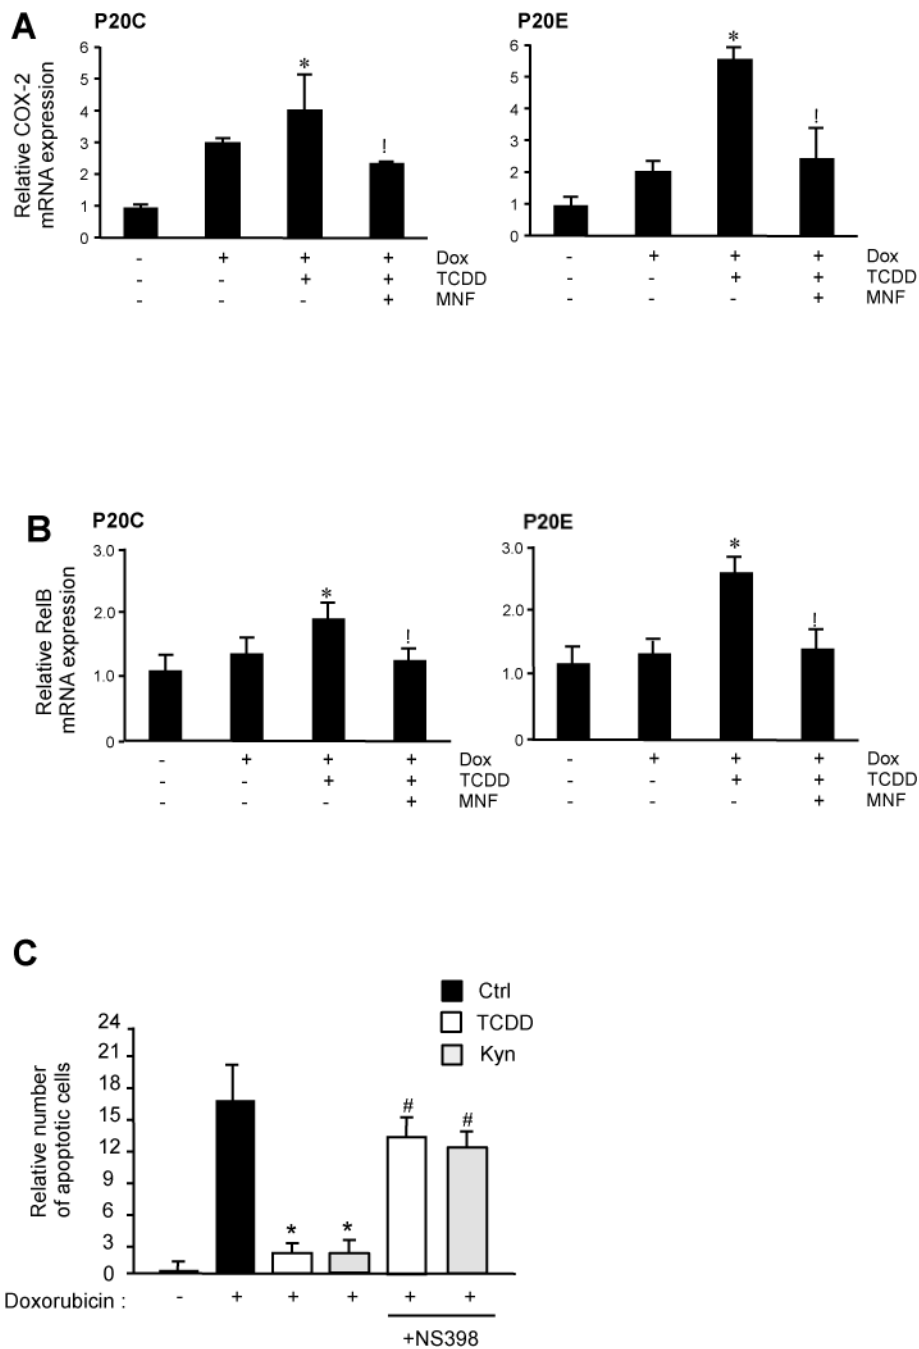 A
P20C
P20E
Relative COX-2
mRNA expression
6
5
4
3
2
1
0
*
!
- + + + Dox
- - + + TCDD
- - - + MNF
6
5
4
3
2
1
0
*
!
- + + + Dox
- - + + TCDD
- - - + MNF
B
P20C
P20E
Relative RelB
mRNA expression
3.0
2.0
1.0
0
*
!
- + + + Dox
- - + + TCDD
- - - + MNF
3.0
2.0
1.0
0
*
!
- + + + Dox
- - + + TCDD
- - - + MNF
C
Ctrl
TCDD
Kyn
Relative number
of apoptotic cells
24
21
18
15
12
9
6
3
0
* * # #
Doxorubicin : - + + + + +
+NS398